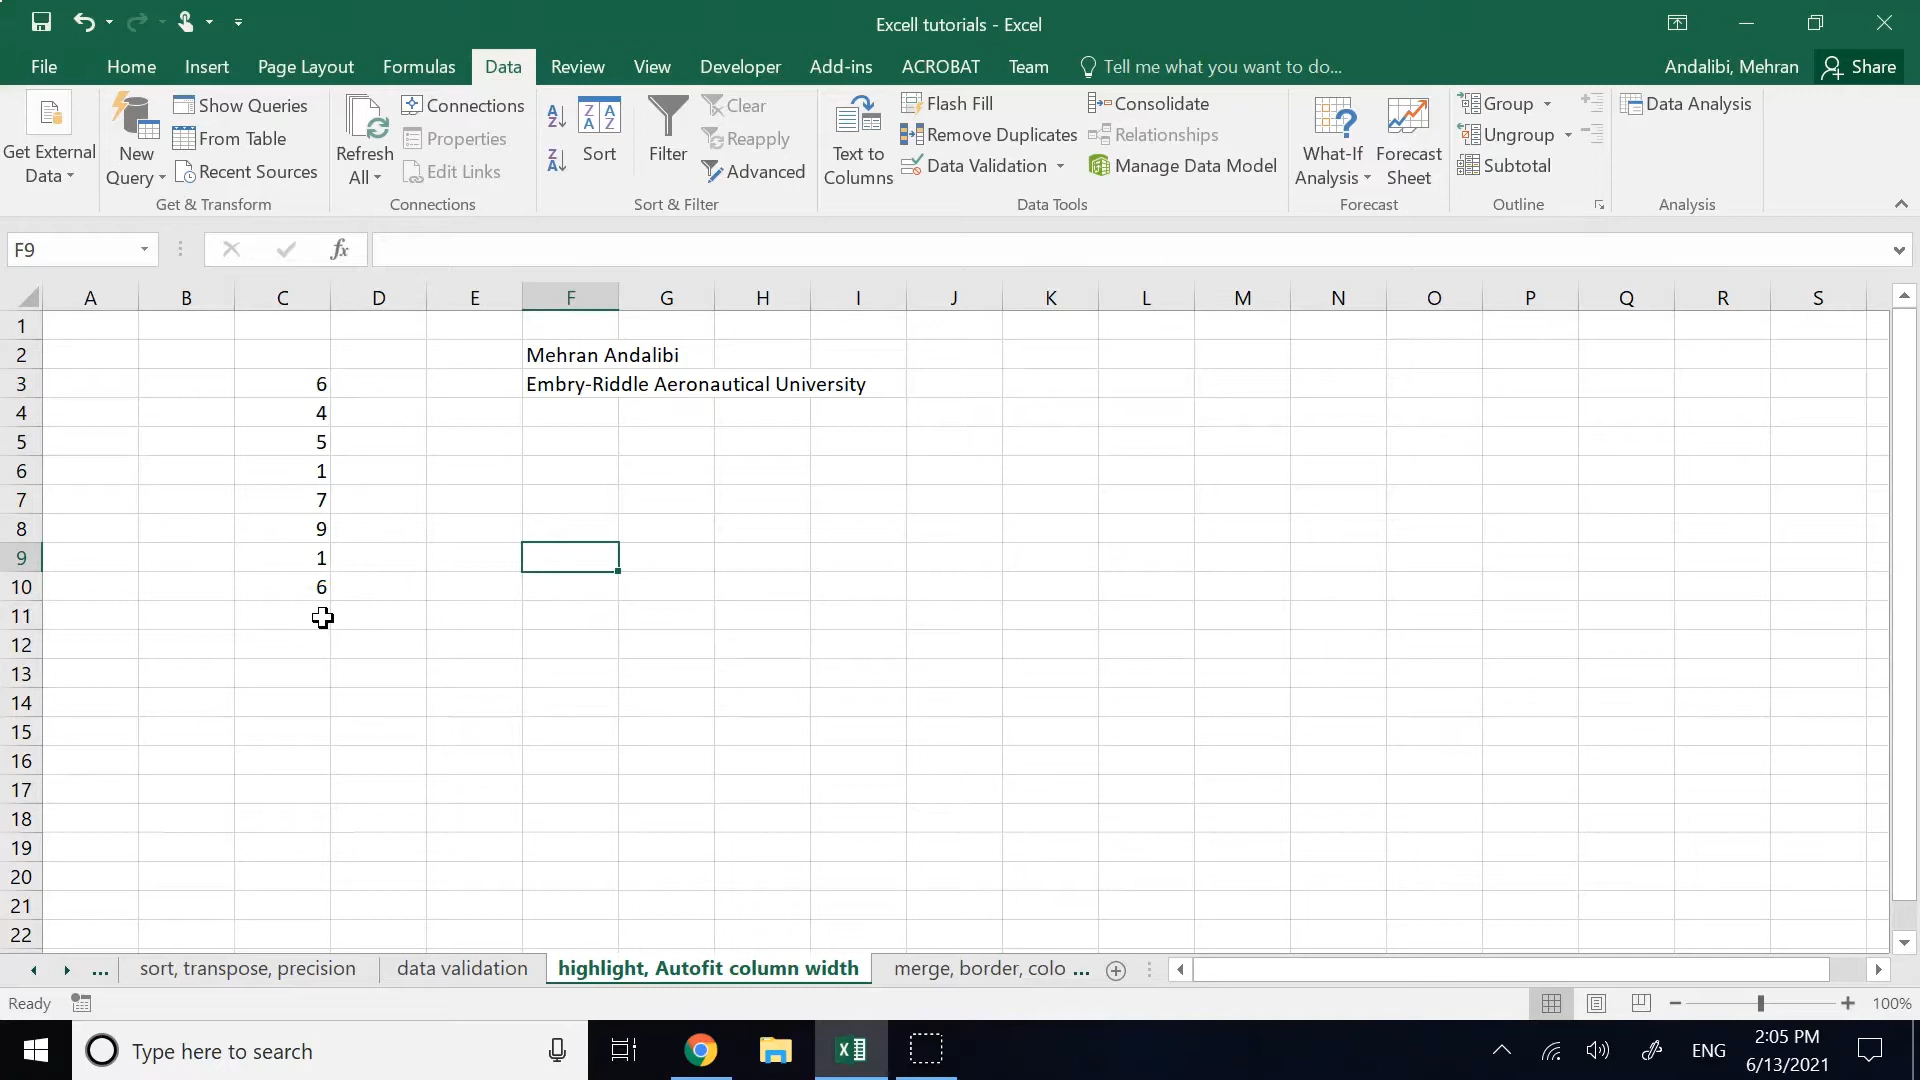 Excell tutorials - Excel
File Home Insert Page Layout Formulas Data Review View Developer Add-ins ACROBAT Team Tell me what you want to do... Andalibi, Mehran Share
Get External Data
New Query
Show Queries
From Table
Recent Sources
Get & Transform
Refresh All
Connections
Properties
Edit Links
Connections
Sort
Filter
Clear
Reapply
Advanced
Sort & Filter
Text to Columns
Flash Fill
Remove Duplicates
Data Validation
Consolidate
Relationships
Manage Data Model
Data Tools
What-If Analysis
Forecast Sheet
Forecast
Group
Ungroup
Subtotal
Outline
Data Analysis
Analysis
F9 fx
A B C D E F G H I J K L M N O P Q R S
1
2 Mehran Andalibi
3 6 Embry-Riddle Aeronautical University
4 4
5 5
6 1
7 7
8 9
9 1
10 6
11
12
13
14
15
16
17
18
19
20
21
22
... sort, transpose, precision data validation highlight, Autofit column width merge, border, colo ...
Ready 100%
Type here to search ENG 2:05 PM
6/13/2021